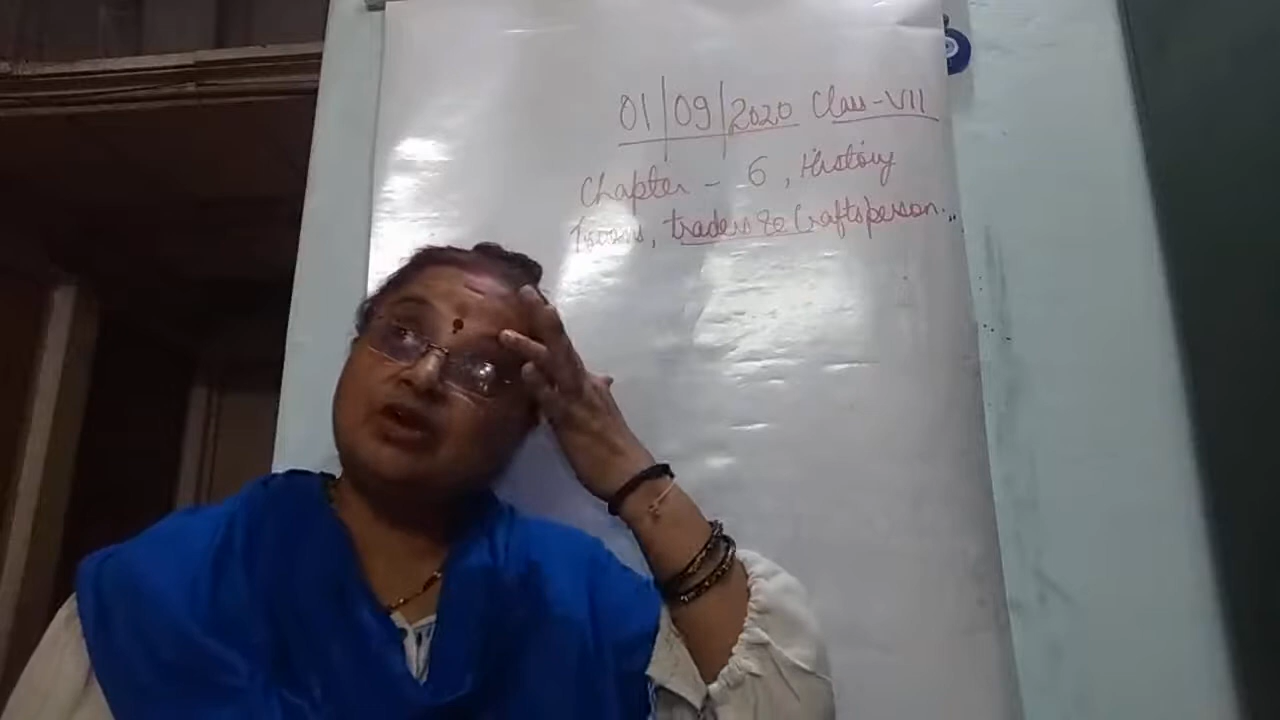 01/09/2020 Class-VII
Chapter - 6, History
Towns, traders & Craftsperson..